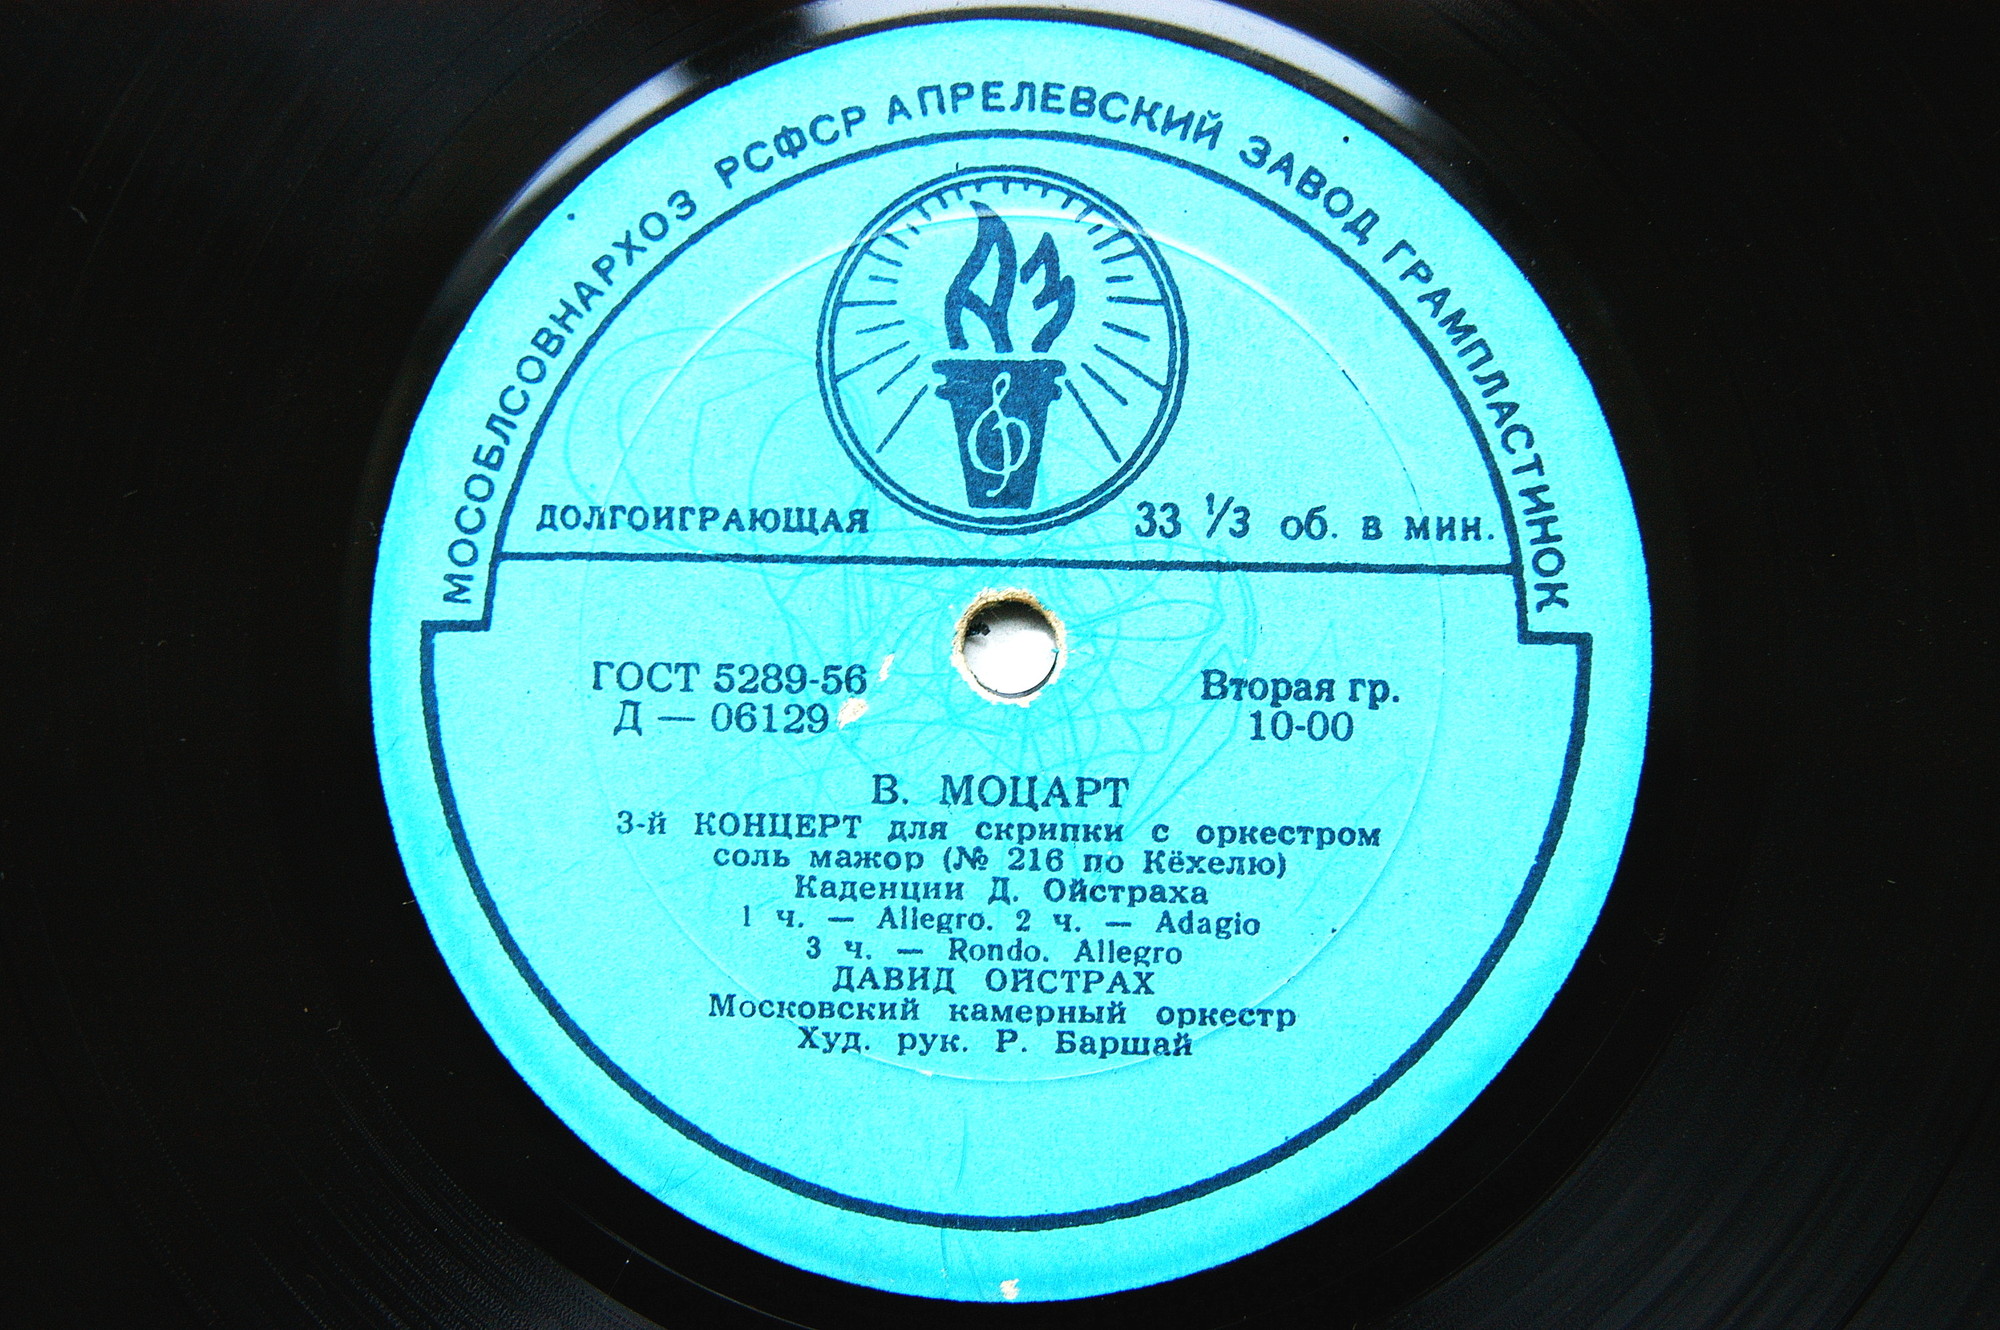 МОСОБЛСОВНАРХОЗ РСФСР АПРЕЛЕВСКИЙ ЗАВОД ГРАМПЛАСТИНОК
АЗ
ДОЛГОИГРАЮЩАЯ 33 1/3 об. в мин.
ГОСТ 5289-56 Вторая гр.
Д — 06129 10-00
В. МОЦАРТ
3-й КОНЦЕРТ для скрипки с оркестром
соль мажор (№ 216 по Кёхелю)
Каденции Д. Ойстраха
1 ч. — Allegro. 2 ч. — Adagio
3 ч. — Rondo. Allegro
ДАВИД ОЙСТРАХ
Московский камерный оркестр
Худ. рук. Р. Баршай